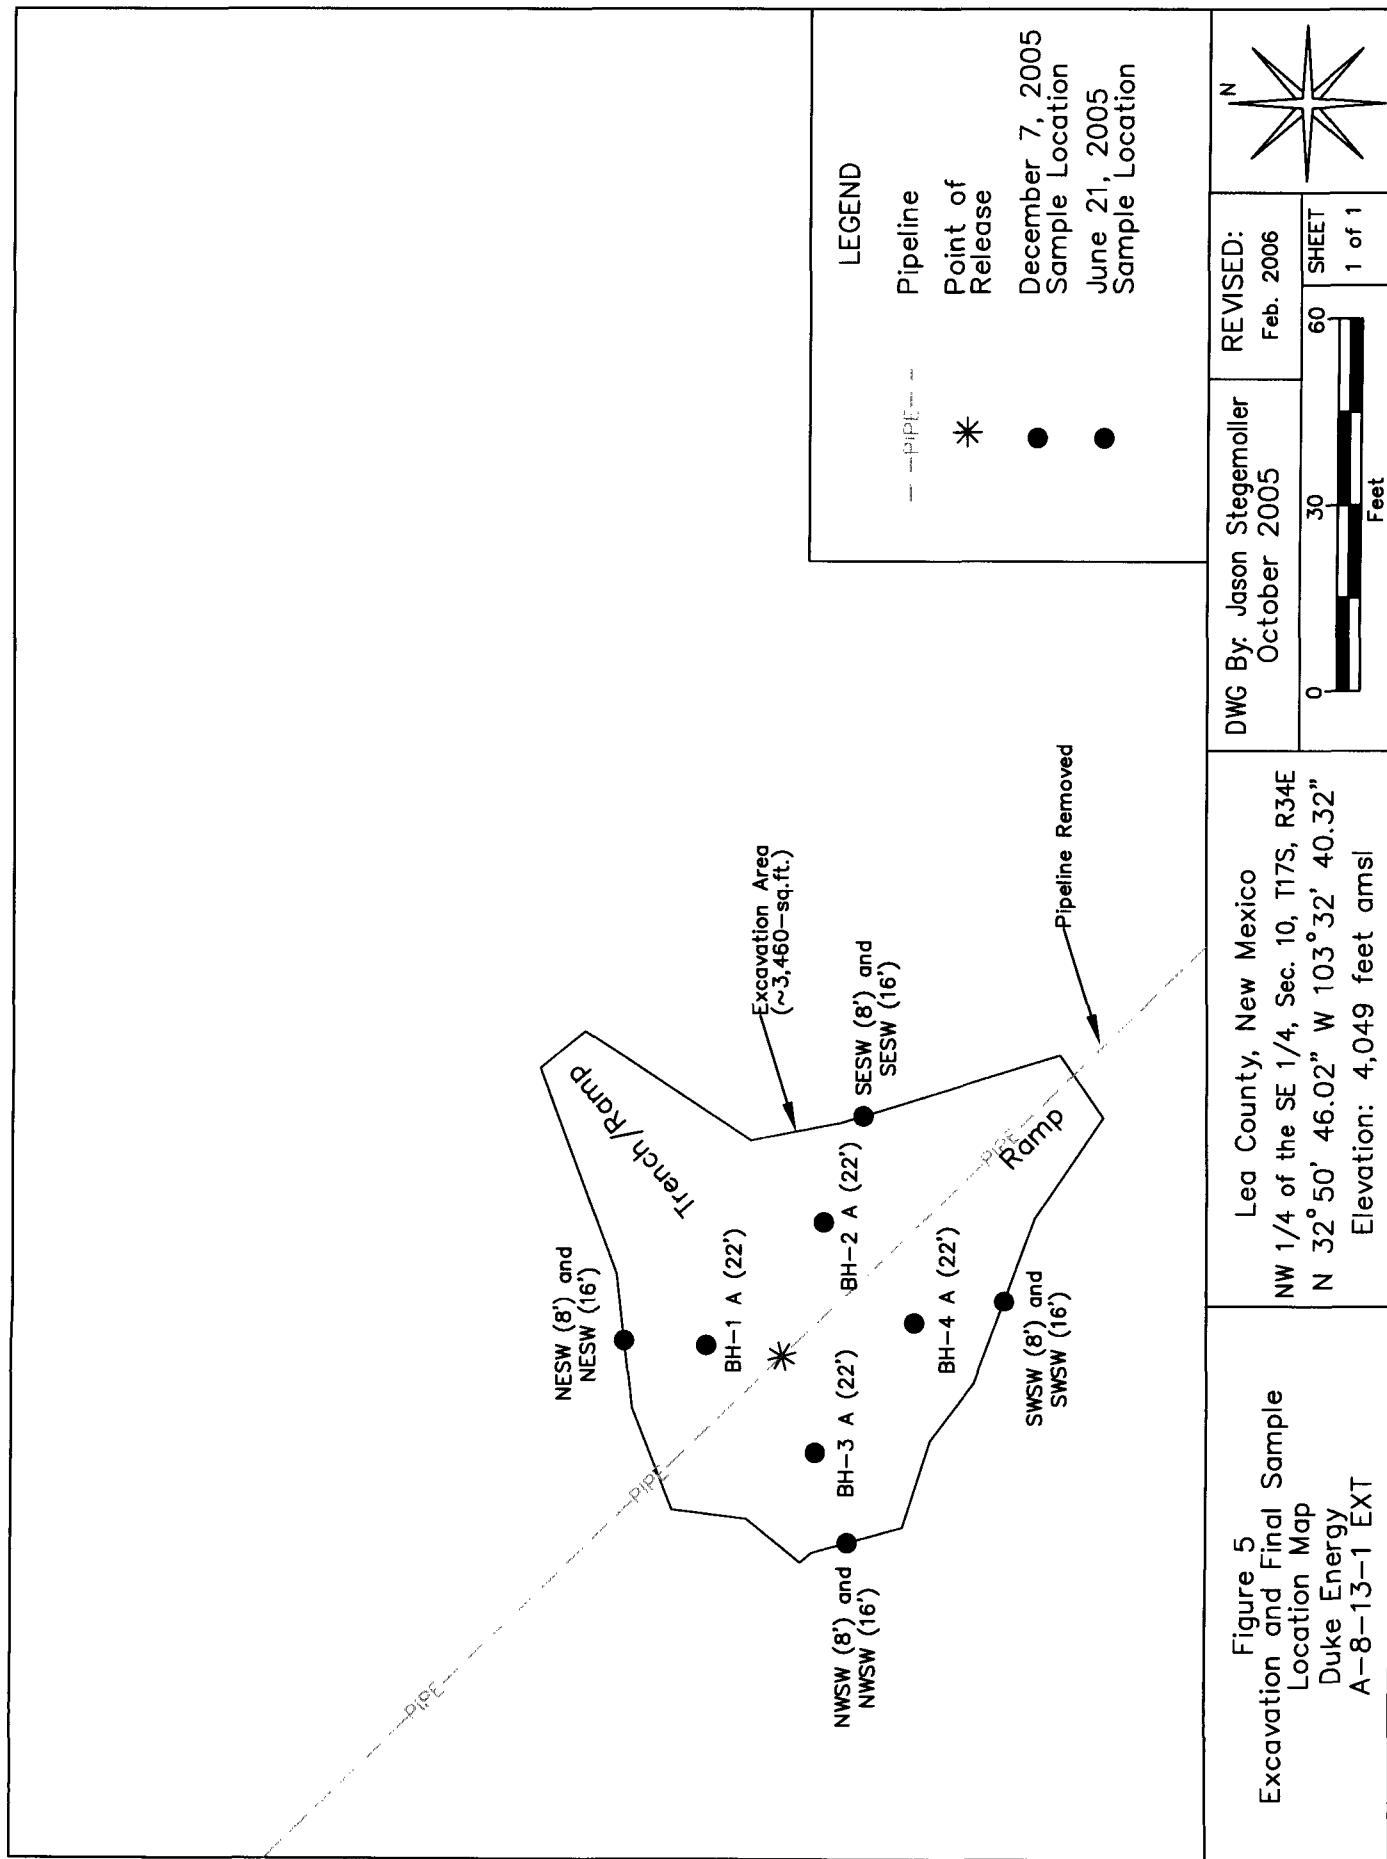 PIPE
PIPE
PIPE
NESW (8') and
NESW (16')
Trench/Ramp
BH-1 A (22')
Excavation Area
(~3,460-sq.ft.)
BH-2 A (22')
SESW (8') and
SESW (16')
BH-3 A (22')
NWSW (8') and
NWSW (16')
BH-4 A (22')
Ramp
SWSW (8') and
SWSW (16')
Pipeline Removed
LEGEND
PIPE
Pipeline
Point of
Release
December 7, 2005
Sample Location
June 21, 2005
Sample Location
Figure 5
Excavation and Final Sample
Location Map
Duke Energy
A-8-13-1 EXT
Lea County, New Mexico
NW 1/4 of the SE 1/4, Sec. 10, T17S, R34E
N 32° 50' 46.02" W 103° 32' 40.32"
Elevation: 4,049 feet amsl
DWG By: Jason Stegemoller
October 2005
REVISED:
Feb. 2006
0 30 60
Feet
SHEET
1 of 1
N